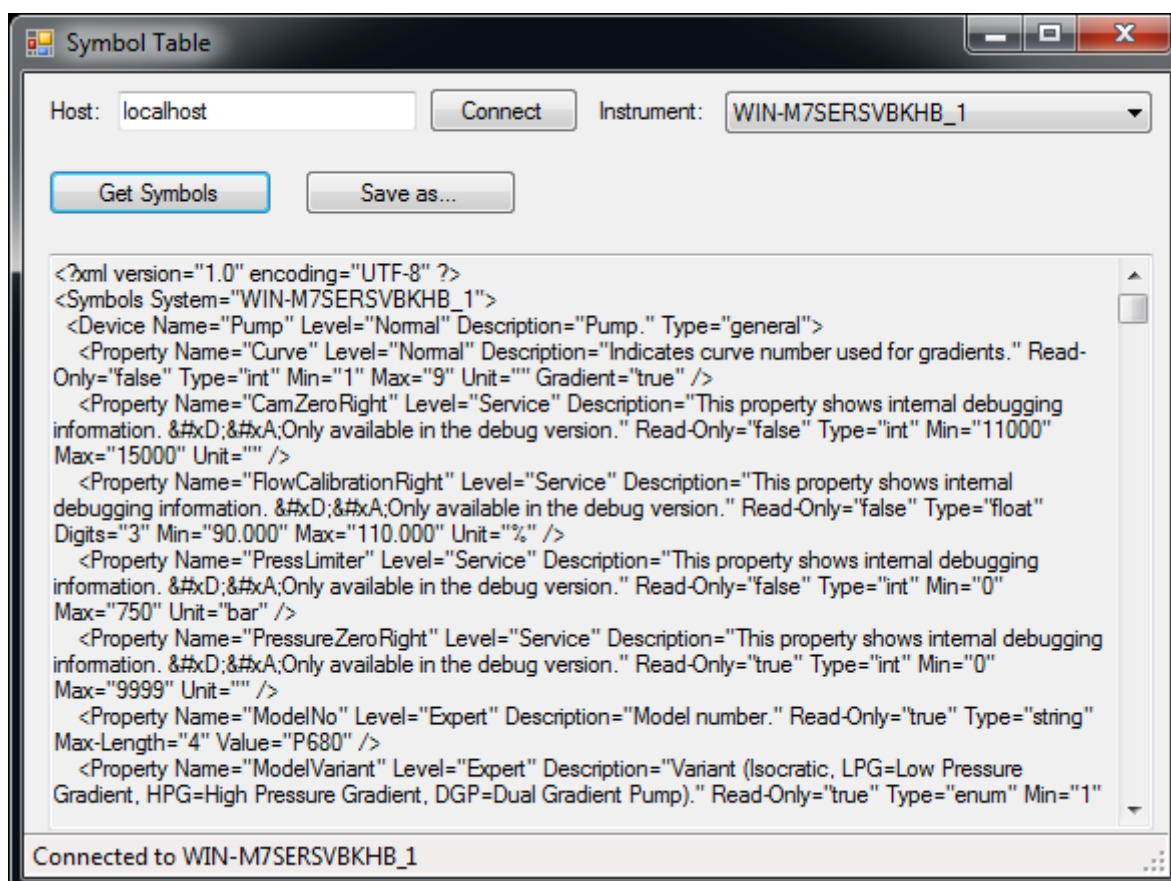 Symbol Table
Host: localhost Connect Instrument: WIN-M7SERSVBKHB_1
Get Symbols Save as...
<?xml version="1.0" encoding="UTF-8" ?>
<Symbols System="WIN-M7SERSVBKHB_1">
<Device Name="Pump" Level="Normal" Description="Pump." Type="general">
<Property Name="Curve" Level="Normal" Description="Indicates curve number used for gradients." Read-
Only="false" Type="int" Min="1" Max="9" Unit="" Gradient="true" />
<Property Name="CamZeroRight" Level="Service" Description="This property shows internal debugging
information. &#xD;&#xA;Only available in the debug version." Read-Only="false" Type="int" Min="11000"
Max="15000" Unit="" />
<Property Name="FlowCalibrationRight" Level="Service" Description="This property shows internal
debugging information. &#xD;&#xA;Only available in the debug version." Read-Only="false" Type="float"
Digits="3" Min="90.000" Max="110.000" Unit="%" />
<Property Name="PressLimiter" Level="Service" Description="This property shows internal debugging
information. &#xD;&#xA;Only available in the debug version." Read-Only="false" Type="int" Min="0"
Max="750" Unit="bar" />
<Property Name="PressureZeroRight" Level="Service" Description="This property shows internal debugging
information. &#xD;&#xA;Only available in the debug version." Read-Only="true" Type="int" Min="0"
Max="9999" Unit="" />
<Property Name="ModelNo" Level="Expert" Description="Model number." Read-Only="true" Type="string"
Max-Length="4" Value="P680" />
<Property Name="ModelVariant" Level="Expert" Description="Variant (Isocratic, LPG=Low Pressure
Gradient, HPG=High Pressure Gradient, DGP=Dual Gradient Pump)." Read-Only="true" Type="enum" Min="1"
Connected to WIN-M7SERSVBKHB_1